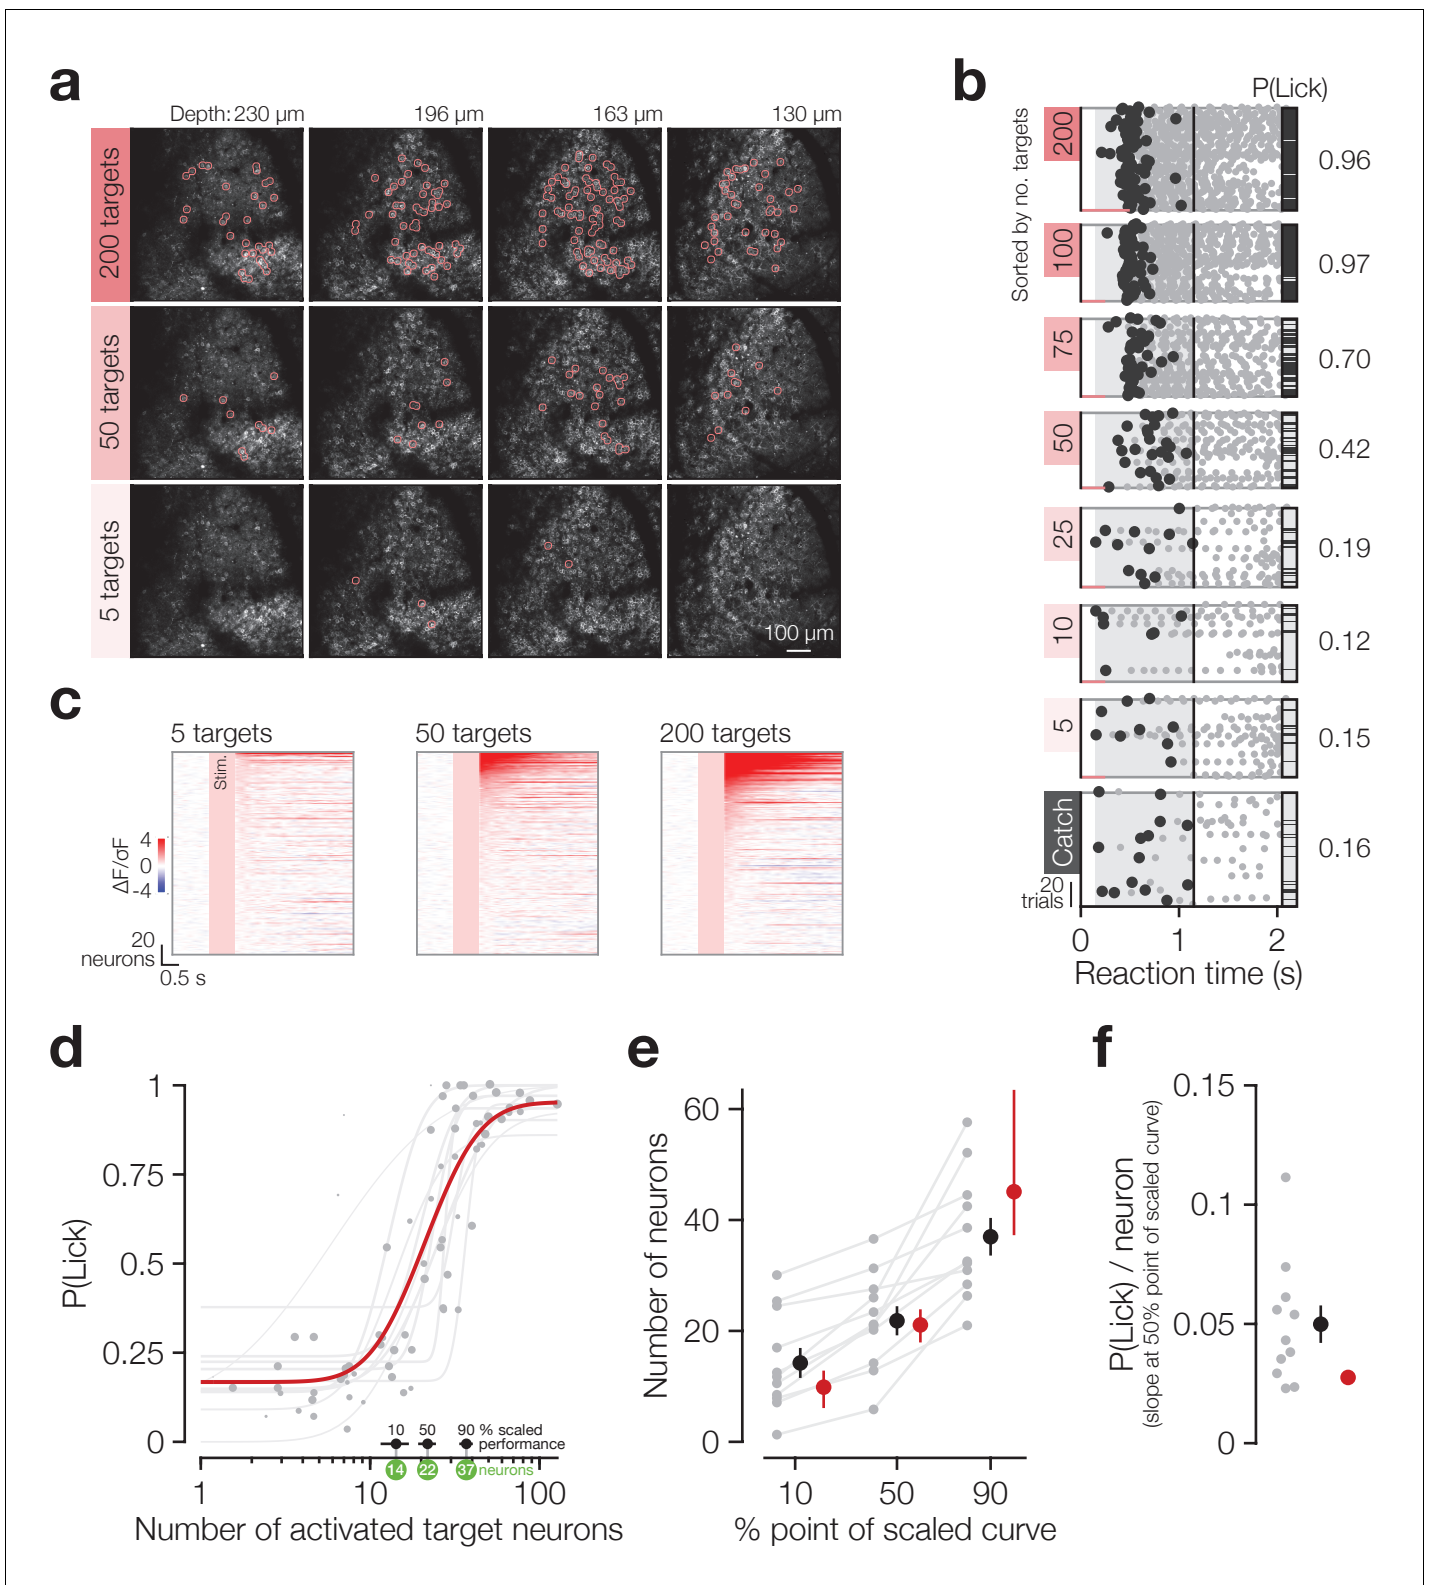 a
Depth: 230 µm
196 µm
163 µm
130 µm
200 targets
50 targets
5 targets
100 µm
b
P(Lick)
Sorted by no. targets
200
0.96
100
0.97
75
0.70
50
0.42
25
0.19
10
0.12
5
0.15
Catch
0.16
20
trials
0
1
2
Reaction time (s)
c
5 targets
50 targets
200 targets
Stim.
ΔF/σF
4
0
-4
20
neurons
0.5 s
d
P(Lick)
1
0.75
0.5
0.25
0
10 50 90 % scaled
performance
14 22 37 neurons
1 10 100
Number of activated target neurons
e
Number of neurons
60
40
20
0
10 50 90
% point of scaled curve
f
P(Lick) / neuron
(slope at 50% point of scaled curve)
0.15
0.1
0.05
0